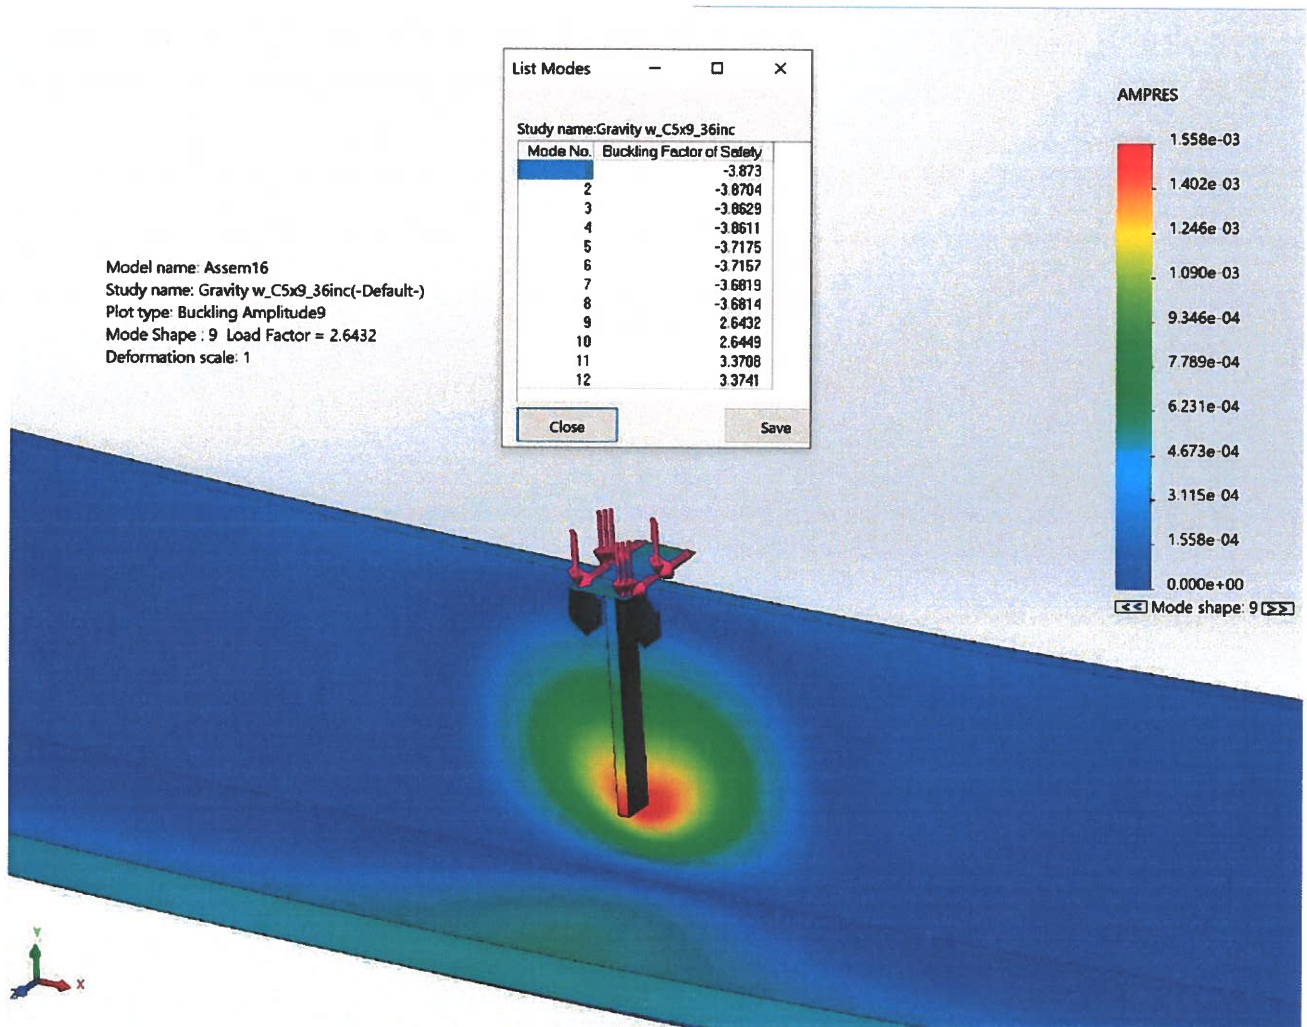 List Modes
Study name:Gravity w_C5x9_36inc
Mode No. Buckling Factor of Safety
-3.873
2 -3.8704
3 -3.8629
4 -3.8611
5 -3.7175
6 -3.7157
7 -3.6819
8 -3.6814
9 2.6432
10 2.6449
11 3.3708
12 3.3741
Close Save
Model name: Assem16
Study name: Gravity w_C5x9_36inc(-Default-)
Plot type: Buckling Amplitude9
Mode Shape : 9 Load Factor = 2.6432
Deformation scale: 1
AMPRES
1.558e-03
1.402e-03
1.246e-03
1.090e-03
9.346e-04
7.789e-04
6.231e-04
4.673e-04
3.115e-04
1.558e-04
0.000e+00
<< Mode shape: 9 >>
Y
Z X